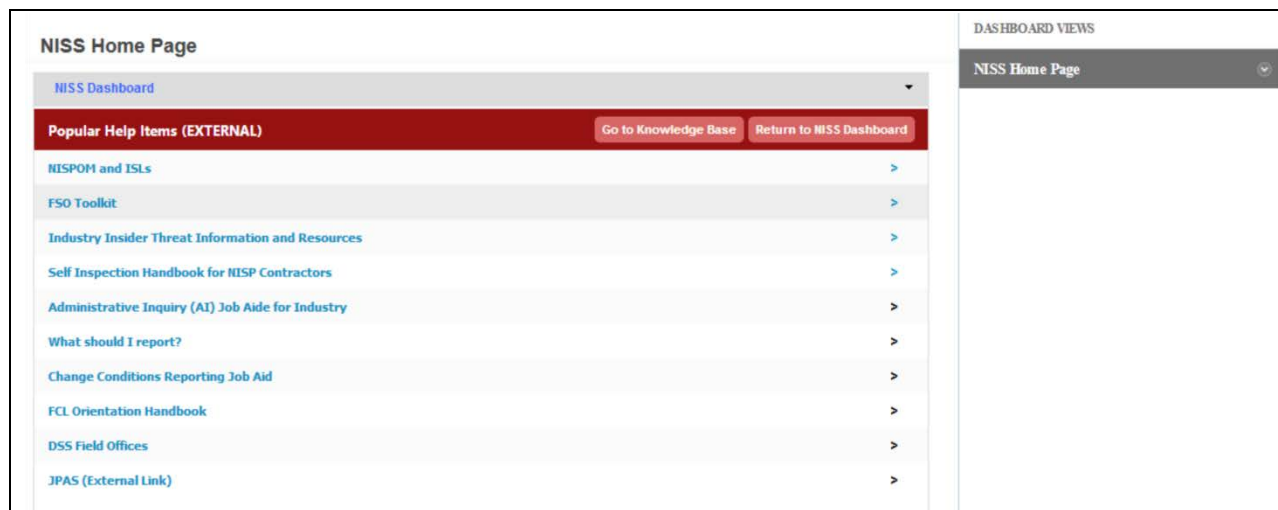 NISS Home Page
NISS Dashboard
Popular Help Items (EXTERNAL) Go to Knowledge Base Return to NISS Dashboard
NISPOM and ISLs >
FSO Toolkit >
Industry Insider Threat Information and Resources >
Self Inspection Handbook for NISP Contractors >
Administrative Inquiry (AI) Job Aide for Industry >
What should I report? >
Change Conditions Reporting Job Aid >
FCL Orientation Handbook >
DSS Field Offices >
JPAS (External Link) >
DASHBOARD VIEWS
NISS Home Page